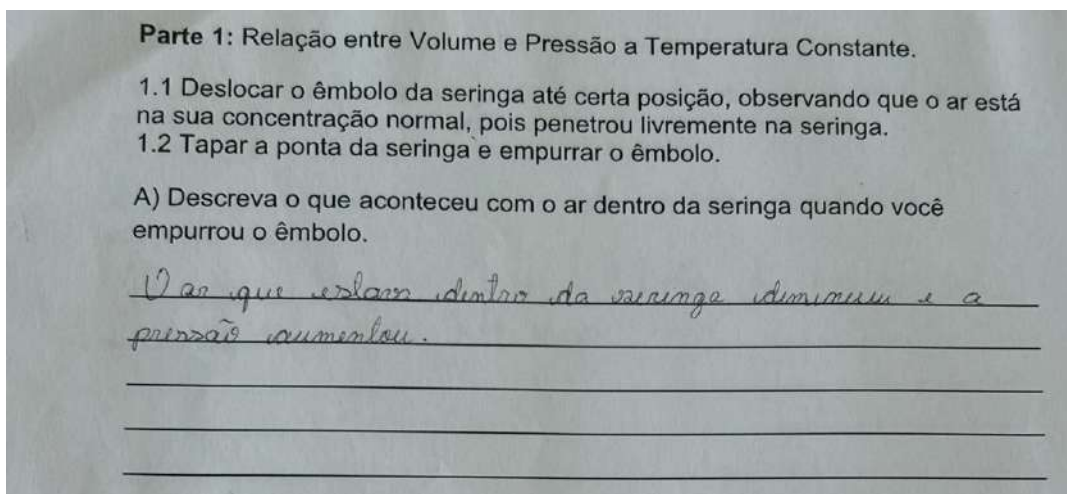 Parte 1: Relação entre Volume e Pressão a Temperatura Constante.
1.1 Deslocar o êmbolo da seringa até certa posição, observando que o ar está
na sua concentração normal, pois penetrou livremente na seringa.
1.2 Tapar a ponta da seringa e empurrar o êmbolo.
A) Descreva o que aconteceu com o ar dentro da seringa quando você
empurrou o êmbolo.
O ar que estava dentro da seringa diminuiu e a
pressão aumentou.